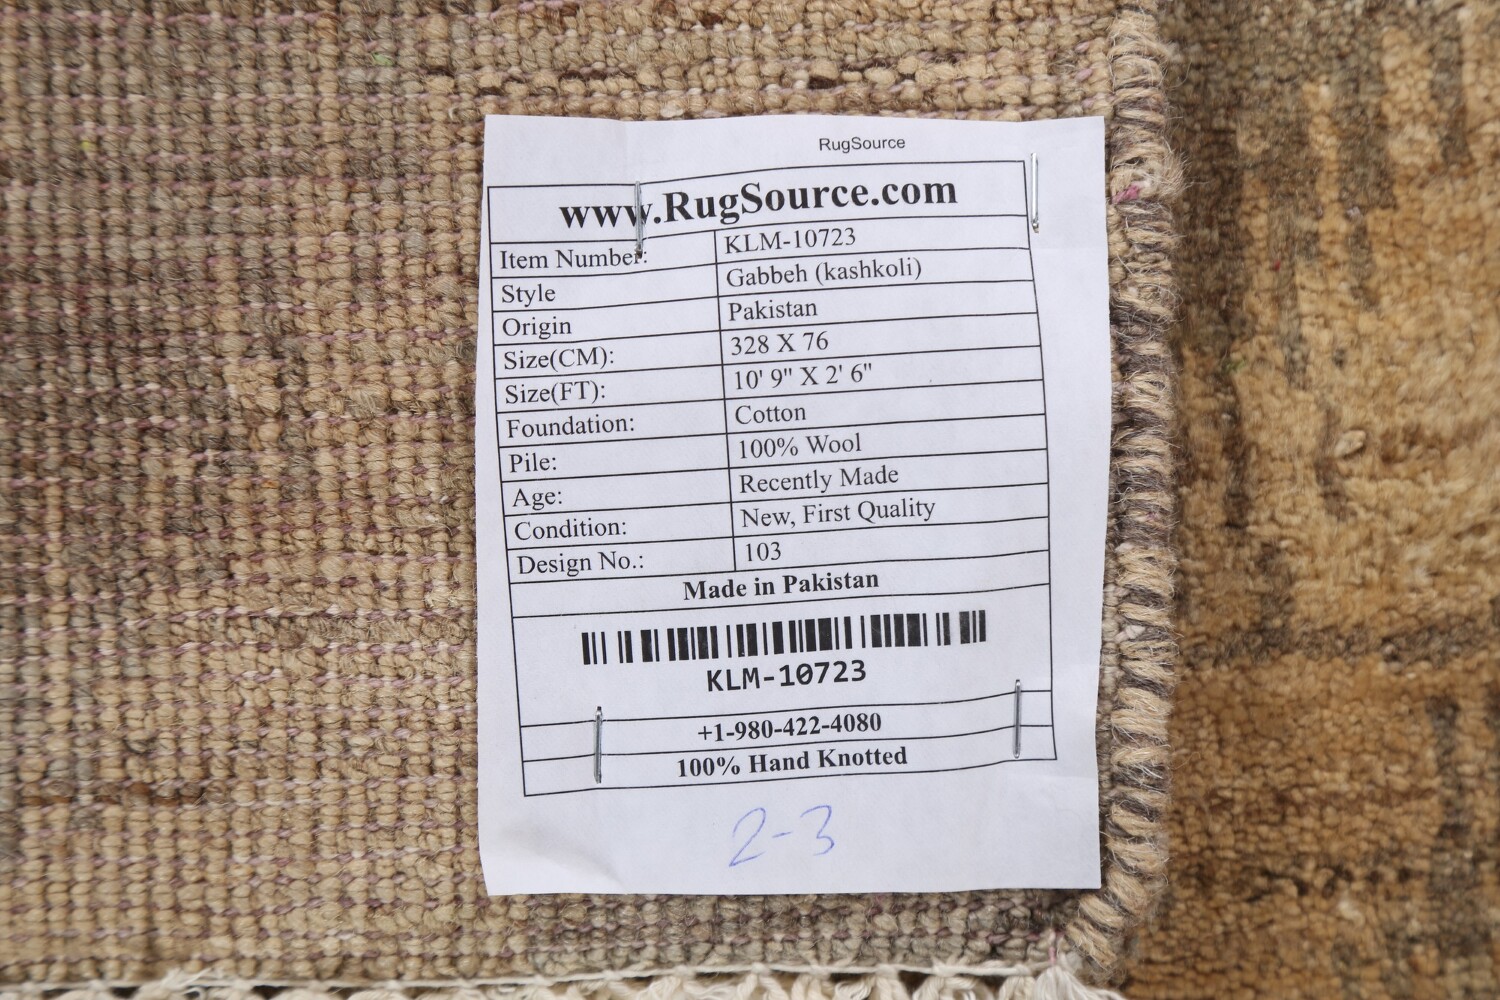 RugSource
www.RugSource.com
Item Number: KLM-10723
Style Gabbeh (kashkoli)
Origin Pakistan
Size(CM): 328 X 76
Size(FT): 10' 9" X 2' 6"
Foundation: Cotton
Pile: 100% Wool
Age: Recently Made
Condition: New, First Quality
Design No.: 103
Made in Pakistan
KLM-10723
+1-980-422-4080
100% Hand Knotted
2-3